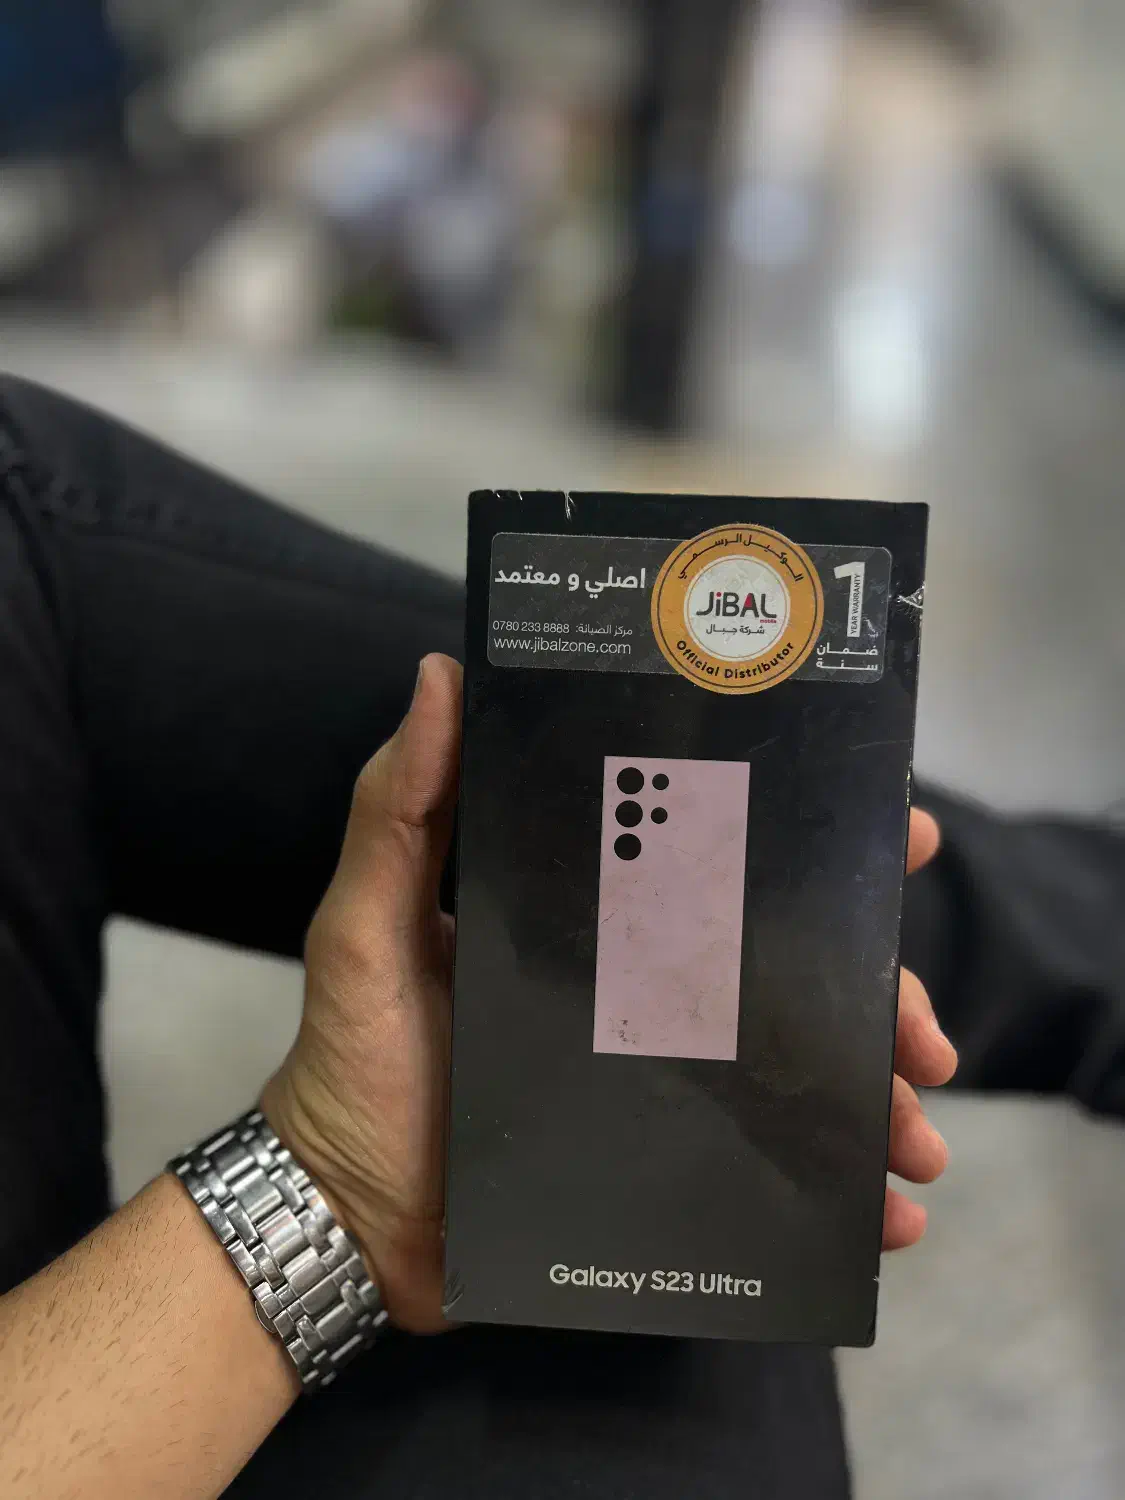 اصلي و معتمد
مركز الصيانة: 0780 233 8888
www.jibalzone.com
الوكيل الرسمي
JiBAL
mobile
شركة جبال
Official Distributor
1
YEAR WARRANTY
ضمان
سنة
Galaxy S23 Ultra